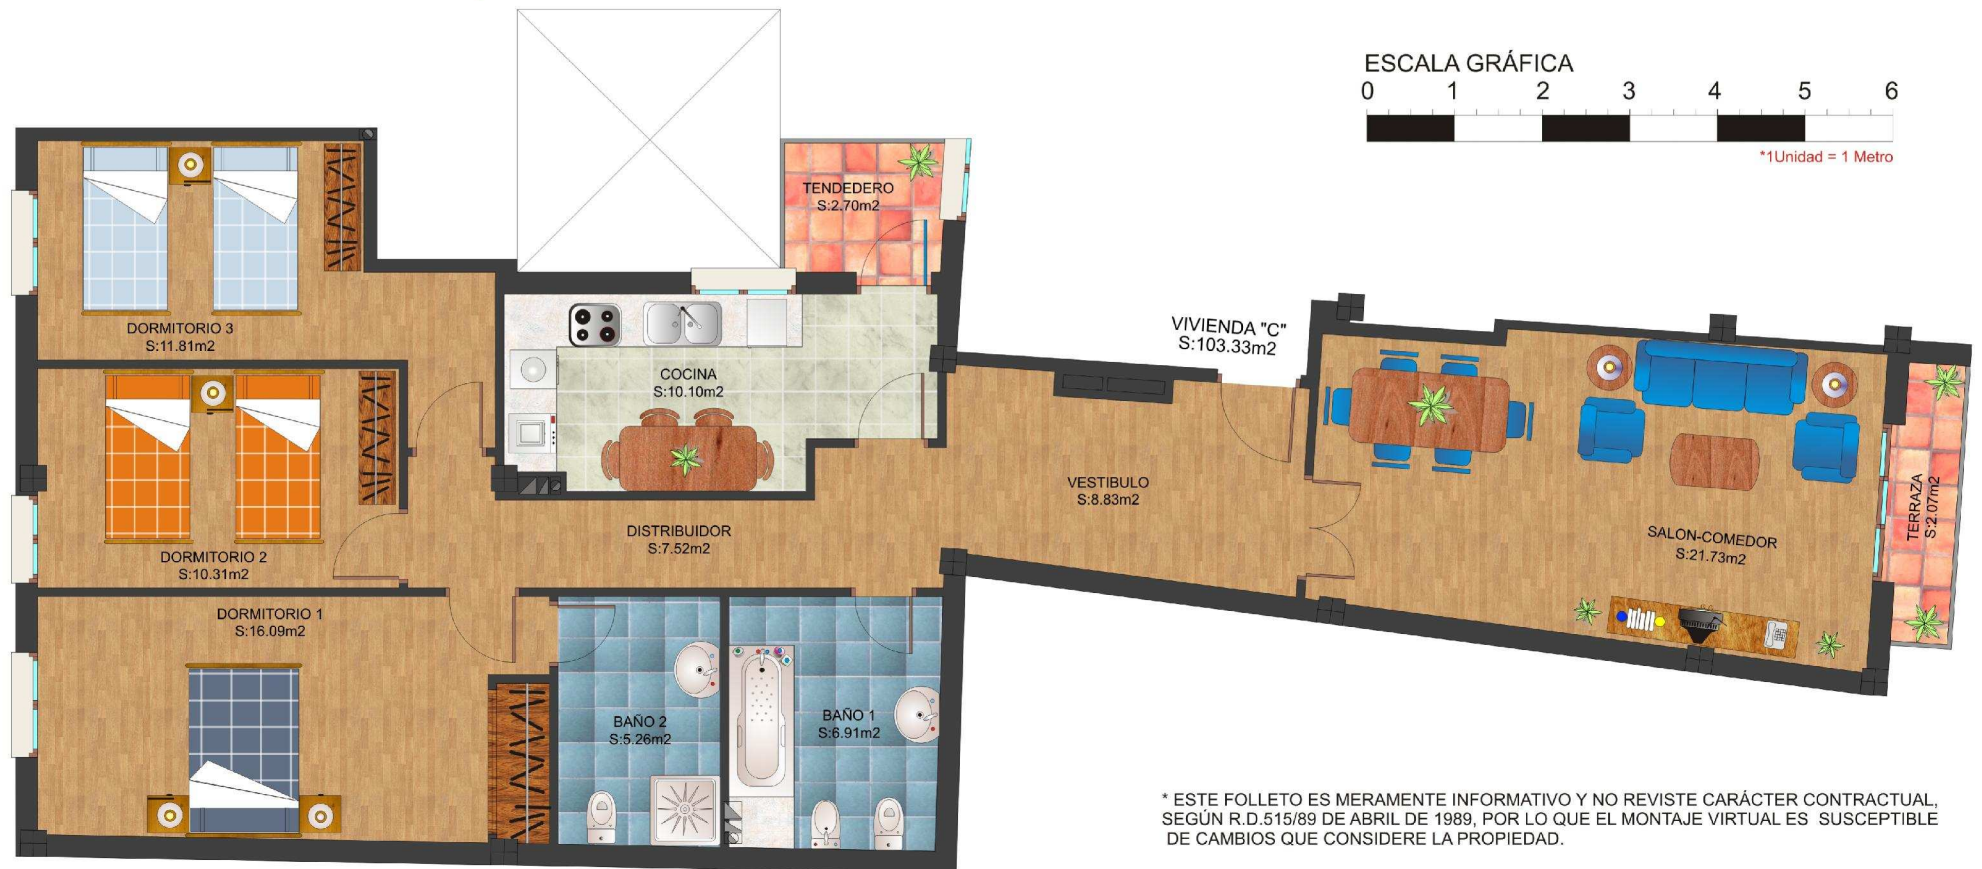 ESCALA GRÁFICA
0 1 2 3 4 5 6
*1Unidad = 1 Metro
TENDEDERO
S:2.70m2
DORMITORIO 3
S:11.81m2
VIVIENDA "C"
S:103.33m2
COCINA
S:10.10m2
VESTIBULO
S:8.83m2
TERRAZA
S:2.07m2
DISTRIBUIDOR
S:7.52m2
SALON-COMEDOR
S:21.73m2
DORMITORIO 2
S:10.31m2
DORMITORIO 1
S:16.09m2
BAÑO 2
S:5.26m2
BAÑO 1
S:6.91m2
* ESTE FOLLETO ES MERAMENTE INFORMATIVO Y NO REVISTE CARÁCTER CONTRACTUAL,
SEGÚN R.D.515/89 DE ABRIL DE 1989, POR LO QUE EL MONTAJE VIRTUAL ES SUSCEPTIBLE
DE CAMBIOS QUE CONSIDERE LA PROPIEDAD.